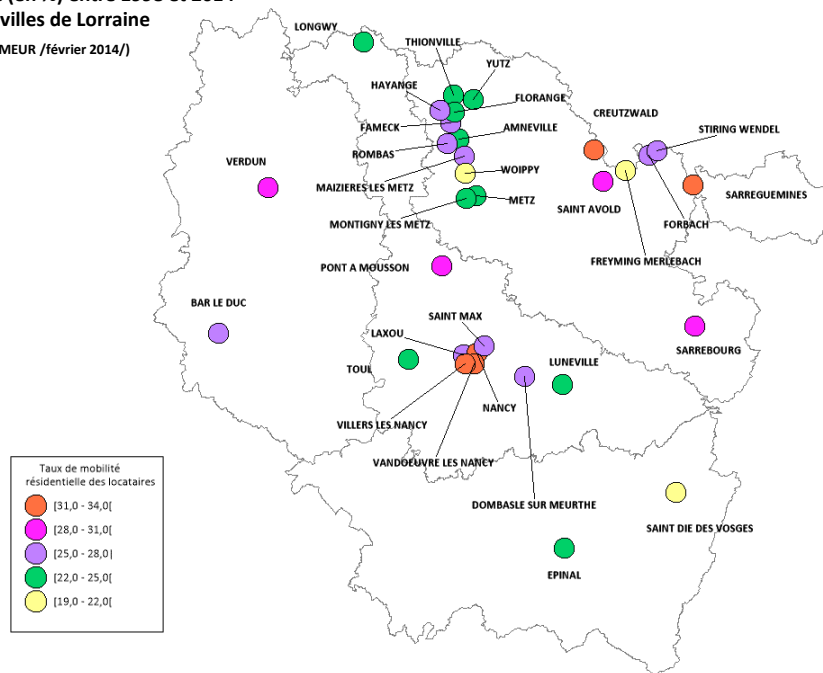 villes de Lorraine
MEUR /février 2014/)
LONGWY
THIONVILLE
YUTZ
HAYANGE
FLORANGE
CREUTZWALD
FAMECK
AMNEVILLE
STIRING WENDEL
ROMBAS
VERDUN
WOIPPY
MAIZIERES LES METZ
SARREGUEMINES
METZ
SAINT AVOLD
MONTIGNY LES METZ
FORBACH
FREYMING MERLEBACH
PONT A MOUSSON
BAR LE DUC
SAINT MAX
LAXOU
SARREBOURG
TOUL
LUNEVILLE
NANCY
VILLERS LES NANCY
VANDOEUVRE LES NANCY
DOMBASLE SUR MEURTHE
SAINT DIE DES VOSGES
EPINAL
Taux de mobilité
résidentielle des locataires
[31,0 - 34,0[
[28,0 - 31,0[
[25,0 - 28,0[
[22,0 - 25,0[
[19,0 - 22,0[